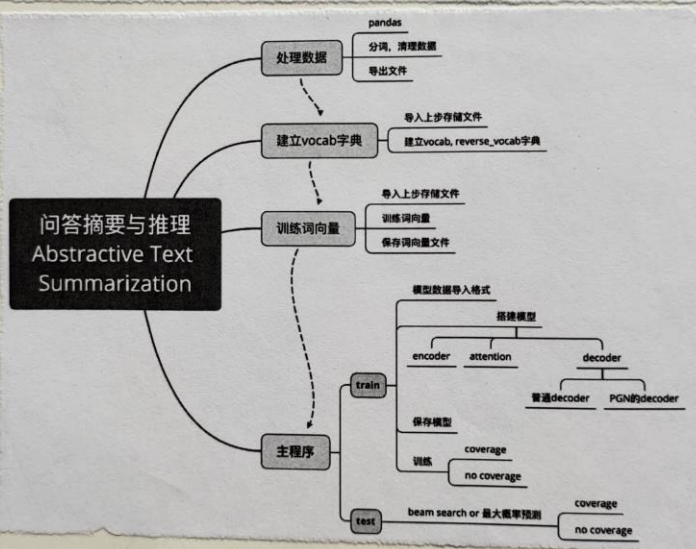 问答摘要与推理
Abstractive Text
Summarization
处理数据
pandas
分词，清理数据
导出文件
建立vocab字典
导入上步存储文件
建立vocab, reverse_vocab字典
训练词向量
导入上步存储文件
训练词向量
保存词向量文件
主程序
train
模型数据导入格式
搭建模型
encoder
attention
decoder
普通decoder
PGN的decoder
保存模型
训练
coverage
no coverage
test
beam search or 最大概率预测
coverage
no coverage